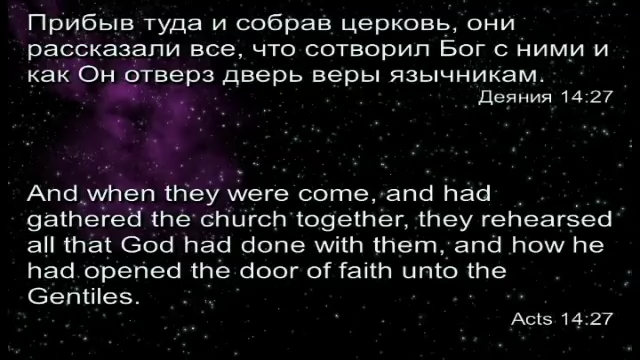 Прибыв туда и собрав церковь, они
рассказали все, что сотворил Бог с ними и
как Он отверз дверь веры язычникам.
Деяния 14:27
And when they were come, and had
gathered the church together, they rehearsed
all that God had done with them, and how he
had opened the door of faith unto the
Gentiles.
Acts 14:27